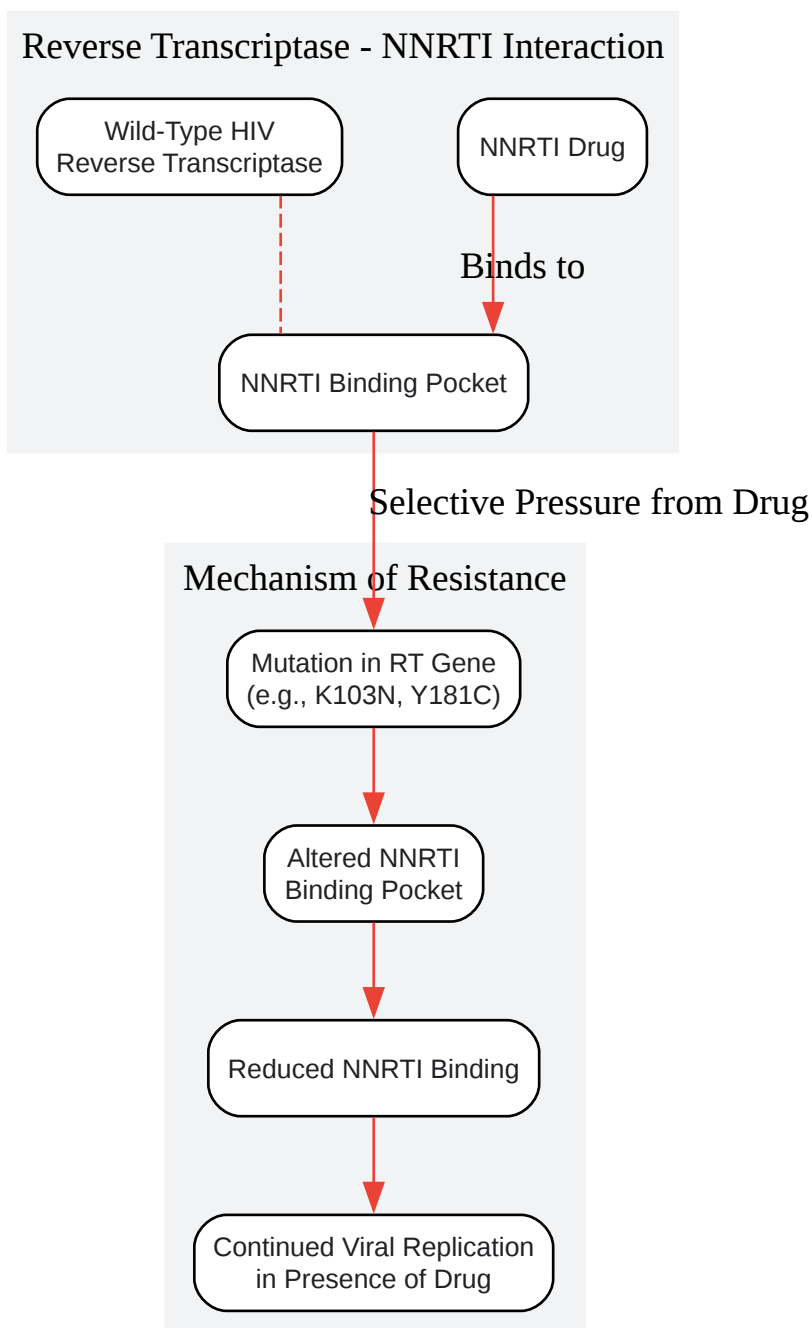 Reverse Transcriptase - NNRTI Interaction
Wild-Type HIV
Reverse Transcriptase
NNRTI Drug
Binds to
NNRTI Binding Pocket
Selective Pressure from Drug
Mechanism of Resistance
Mutation in RT Gene
(e.g., K103N, Y181C)
Altered NNRTI
Binding Pocket
Reduced NNRTI Binding
Continued Viral Replication
in Presence of Drug